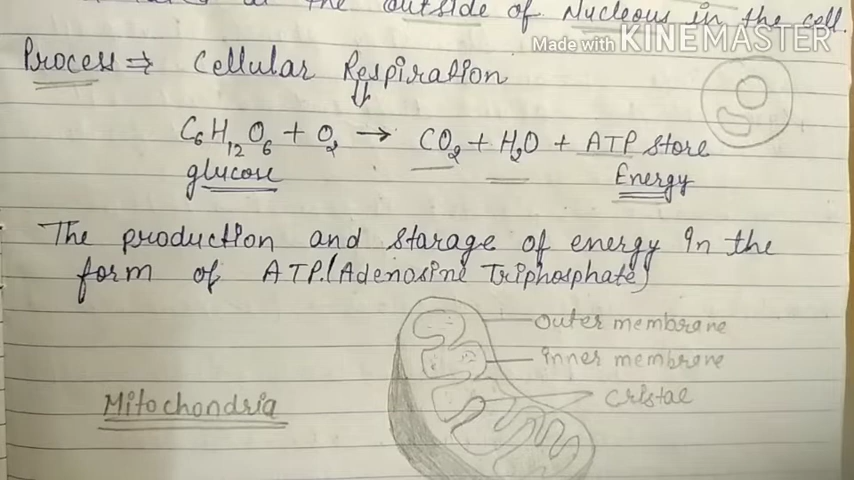 the outside of Nucleous in the cell.
Made with KINEMASTER
Process ⇒ Cellular Respiration
⇓
C₆H₁₂O₆ + O₂ → CO₂ + H₂O + ATP store
glucose Energy
The production and starage of energy in the
form of ATP.(Adenosine Triphosphate)
outer membrane
inner membrane
Cristae
Mitochondria